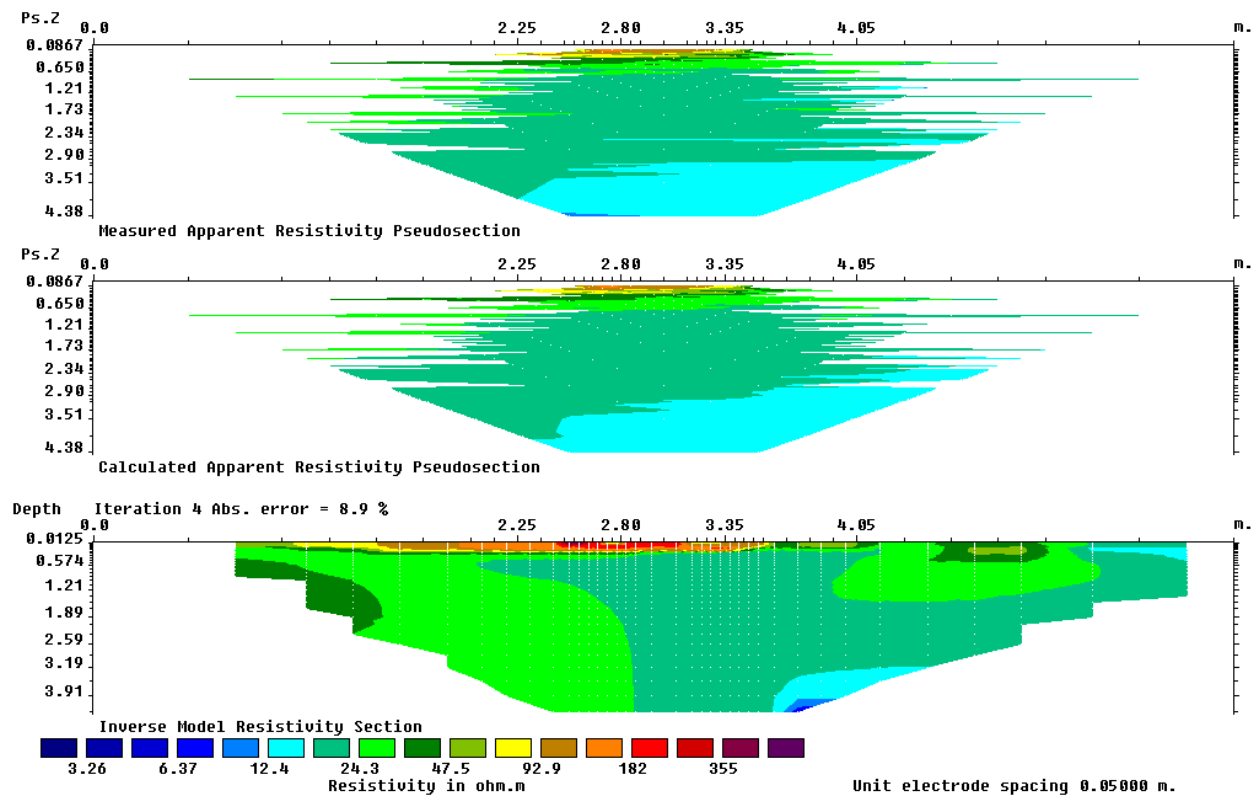 Ps.Z 0.0 2.25 2.80 3.35 4.05 m.
0.0867
0.650
1.21
1.73
2.34
2.90
3.51
4.38
Measured Apparent Resistivity Pseudosection
Ps.Z 0.0 2.25 2.80 3.35 4.05 m.
0.0867
0.650
1.21
1.73
2.34
2.90
3.51
4.38
Calculated Apparent Resistivity Pseudosection
Depth Iteration 4 Abs. error = 8.9 %
0.0 2.25 2.80 3.35 4.05 m.
0.0125
0.574
1.21
1.89
2.59
3.19
3.91
Inverse Model Resistivity Section
3.26 6.37 12.4 24.3 47.5 92.9 182 355
Resistivity in ohm.m Unit electrode spacing 0.05000 m.